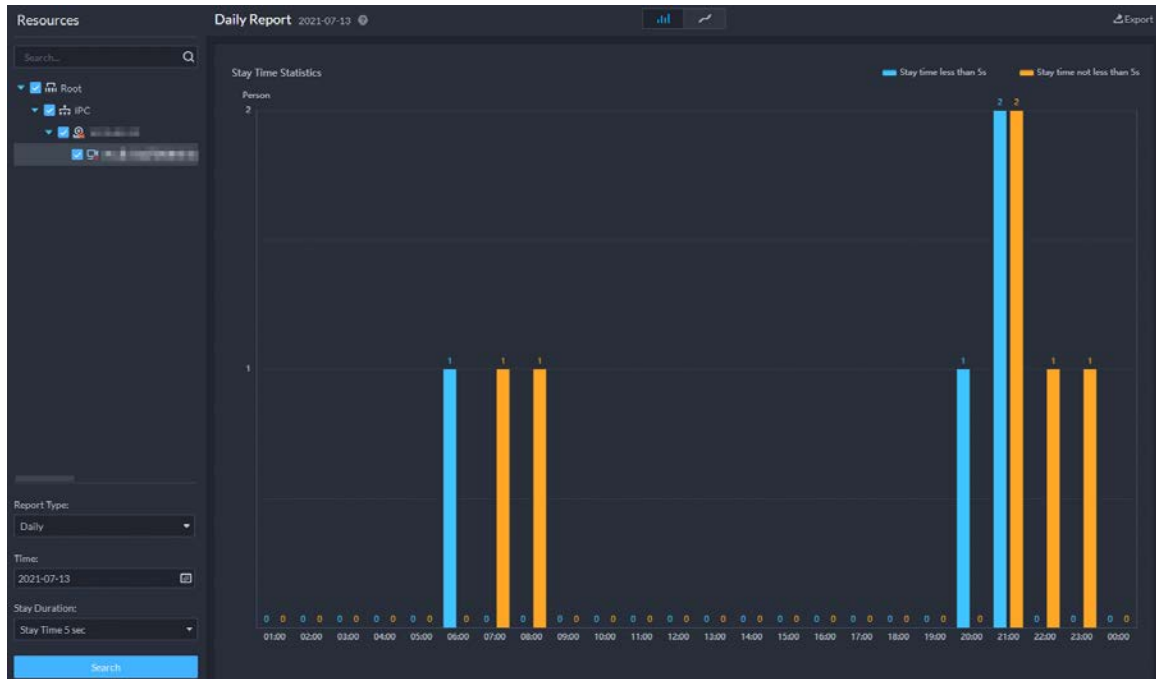 Resources
Search...
Root
IPC
Report Type:
Daily
Time:
2021-07-13
Stay Duration:
Stay Time 5 sec
Search
Daily Report 2021-07-13
Export
Stay Time Statistics
Stay time less than 5s Stay time not less than 5s
Person
2 2
2
1 1 1 1 1 1
1
0 0 0 0 0 0 0 0 0 0 0 0 0 0 0 0 0 0 0 0 0 0 0 0 0 0 0 0 0 0 0 0 0 0 0 0 0 0 0 0
01:00 02:00 03:00 04:00 05:00 06:00 07:00 08:00 09:00 10:00 11:00 12:00 13:00 14:00 15:00 16:00 17:00 18:00 19:00 20:00 21:00 22:00 23:00 00:00